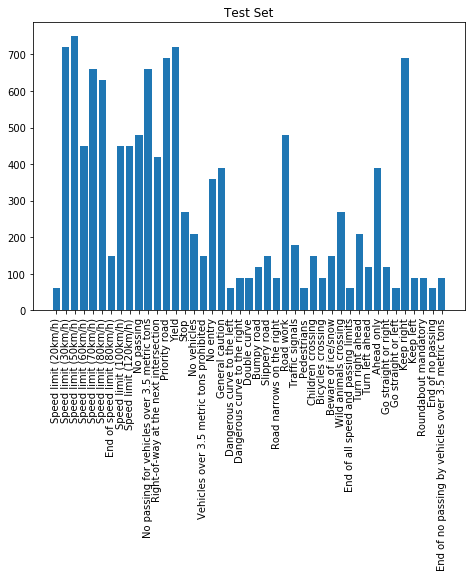 Test Set
700
600
500
400
300
200
100
0
Speed limit (20km/h)
Speed limit (30km/h)
Speed limit (50km/h)
Speed limit (60km/h)
Speed limit (70km/h)
Speed limit (80km/h)
End of speed limit (80km/h)
Speed limit (100km/h)
Speed limit (120km/h)
No passing
No passing for vehicles over 3.5 metric tons
Right-of-way at the next intersection
Priority road
Yield
Stop
No vehicles
Vehicles over 3.5 metric tons prohibited
No entry
General caution
Dangerous curve to the left
Dangerous curve to the right
Double curve
Bumpy road
Slippery road
Road narrows on the right
Road work
Traffic signals
Pedestrians
Children crossing
Bicycles crossing
Beware of ice/snow
Wild animals crossing
End of all speed and passing limits
Turn right ahead
Turn left ahead
Ahead only
Go straight or right
Go straight or left
Keep right
Keep left
Roundabout mandatory
End of no passing
End of no passing by vehicles over 3.5 metric tons